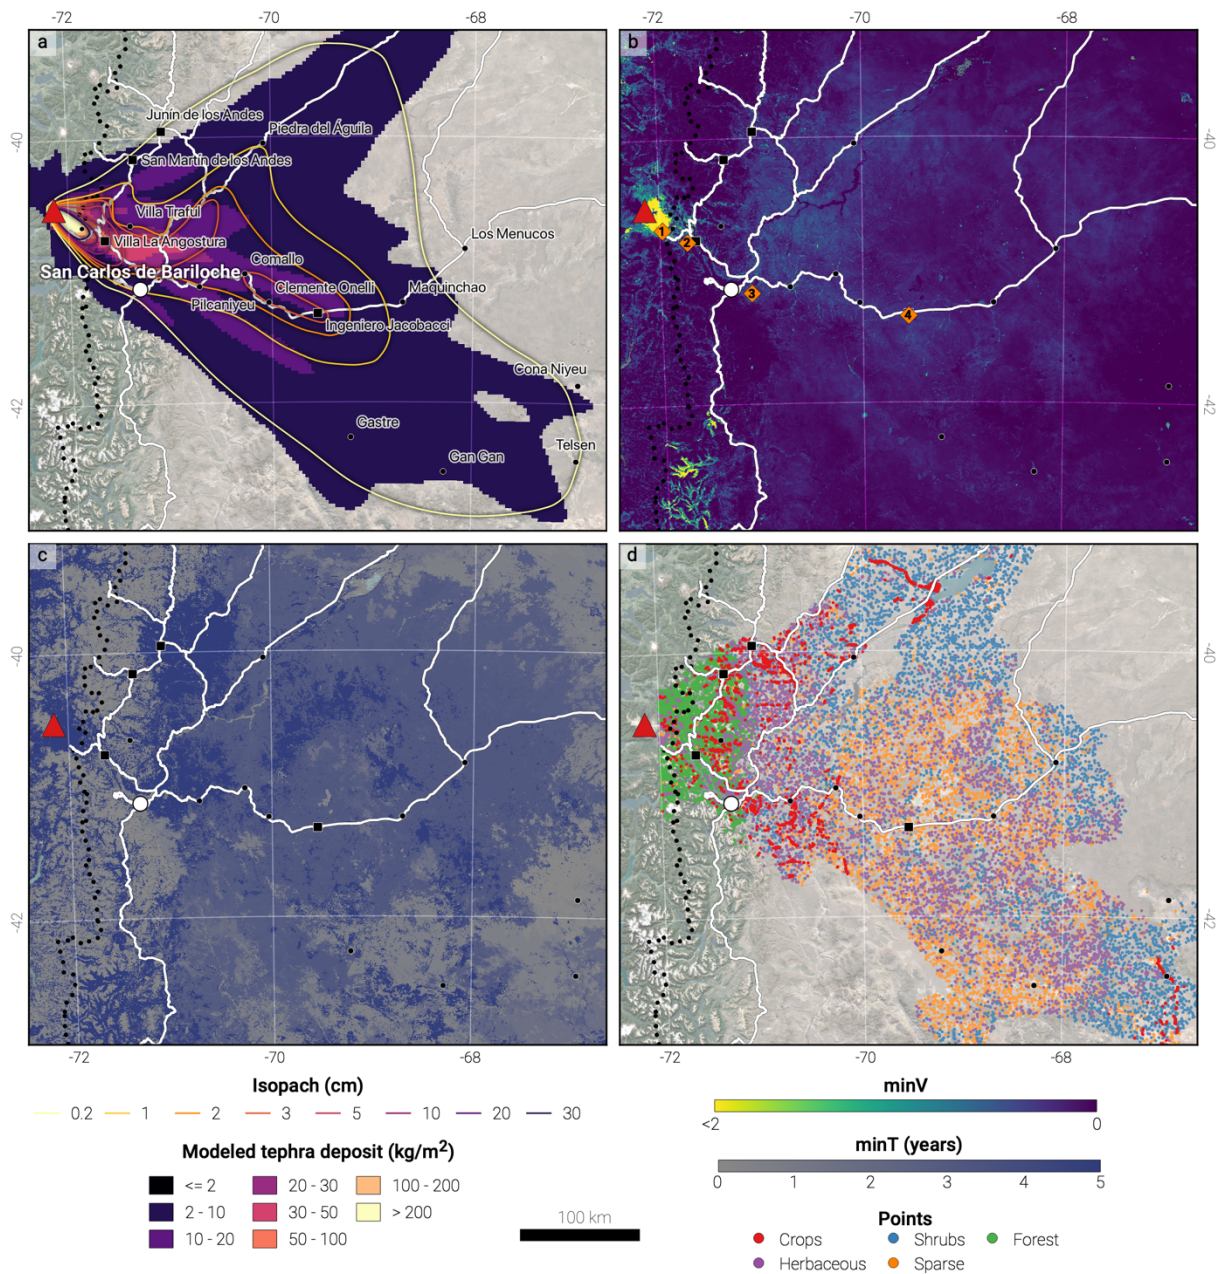 -72 -70 -68 -72 -70 -68
a b
Junín de los Andes
Piedra del Águila
-40 -40
San Martín de los Andes
Villa Traful
1
2
Villa La Angostura
Los Menucos
Comallo
San Carlos de Bariloche
Clemente Onelli
Maquinchao
3
Pilcaniyeu
Ingeniero Jacobacci
4
Cona Niyeu
-42 -42
Gastre
Telsen
Gan Gan
c d
-40 -40
-42 -42
-72 -70 -68 -72 -70 -68
Isopach (cm)
0.2 1 2 3 5 10 20 30
Modeled tephra deposit (kg/m2)
<= 2 20 - 30 100 - 200
2 - 10 30 - 50 > 200
10 - 20 50 - 100
100 km
minV
<2 0
minT (years)
0 1 2 3 4 5
Points
Crops Shrubs Forest
Herbaceous Sparse